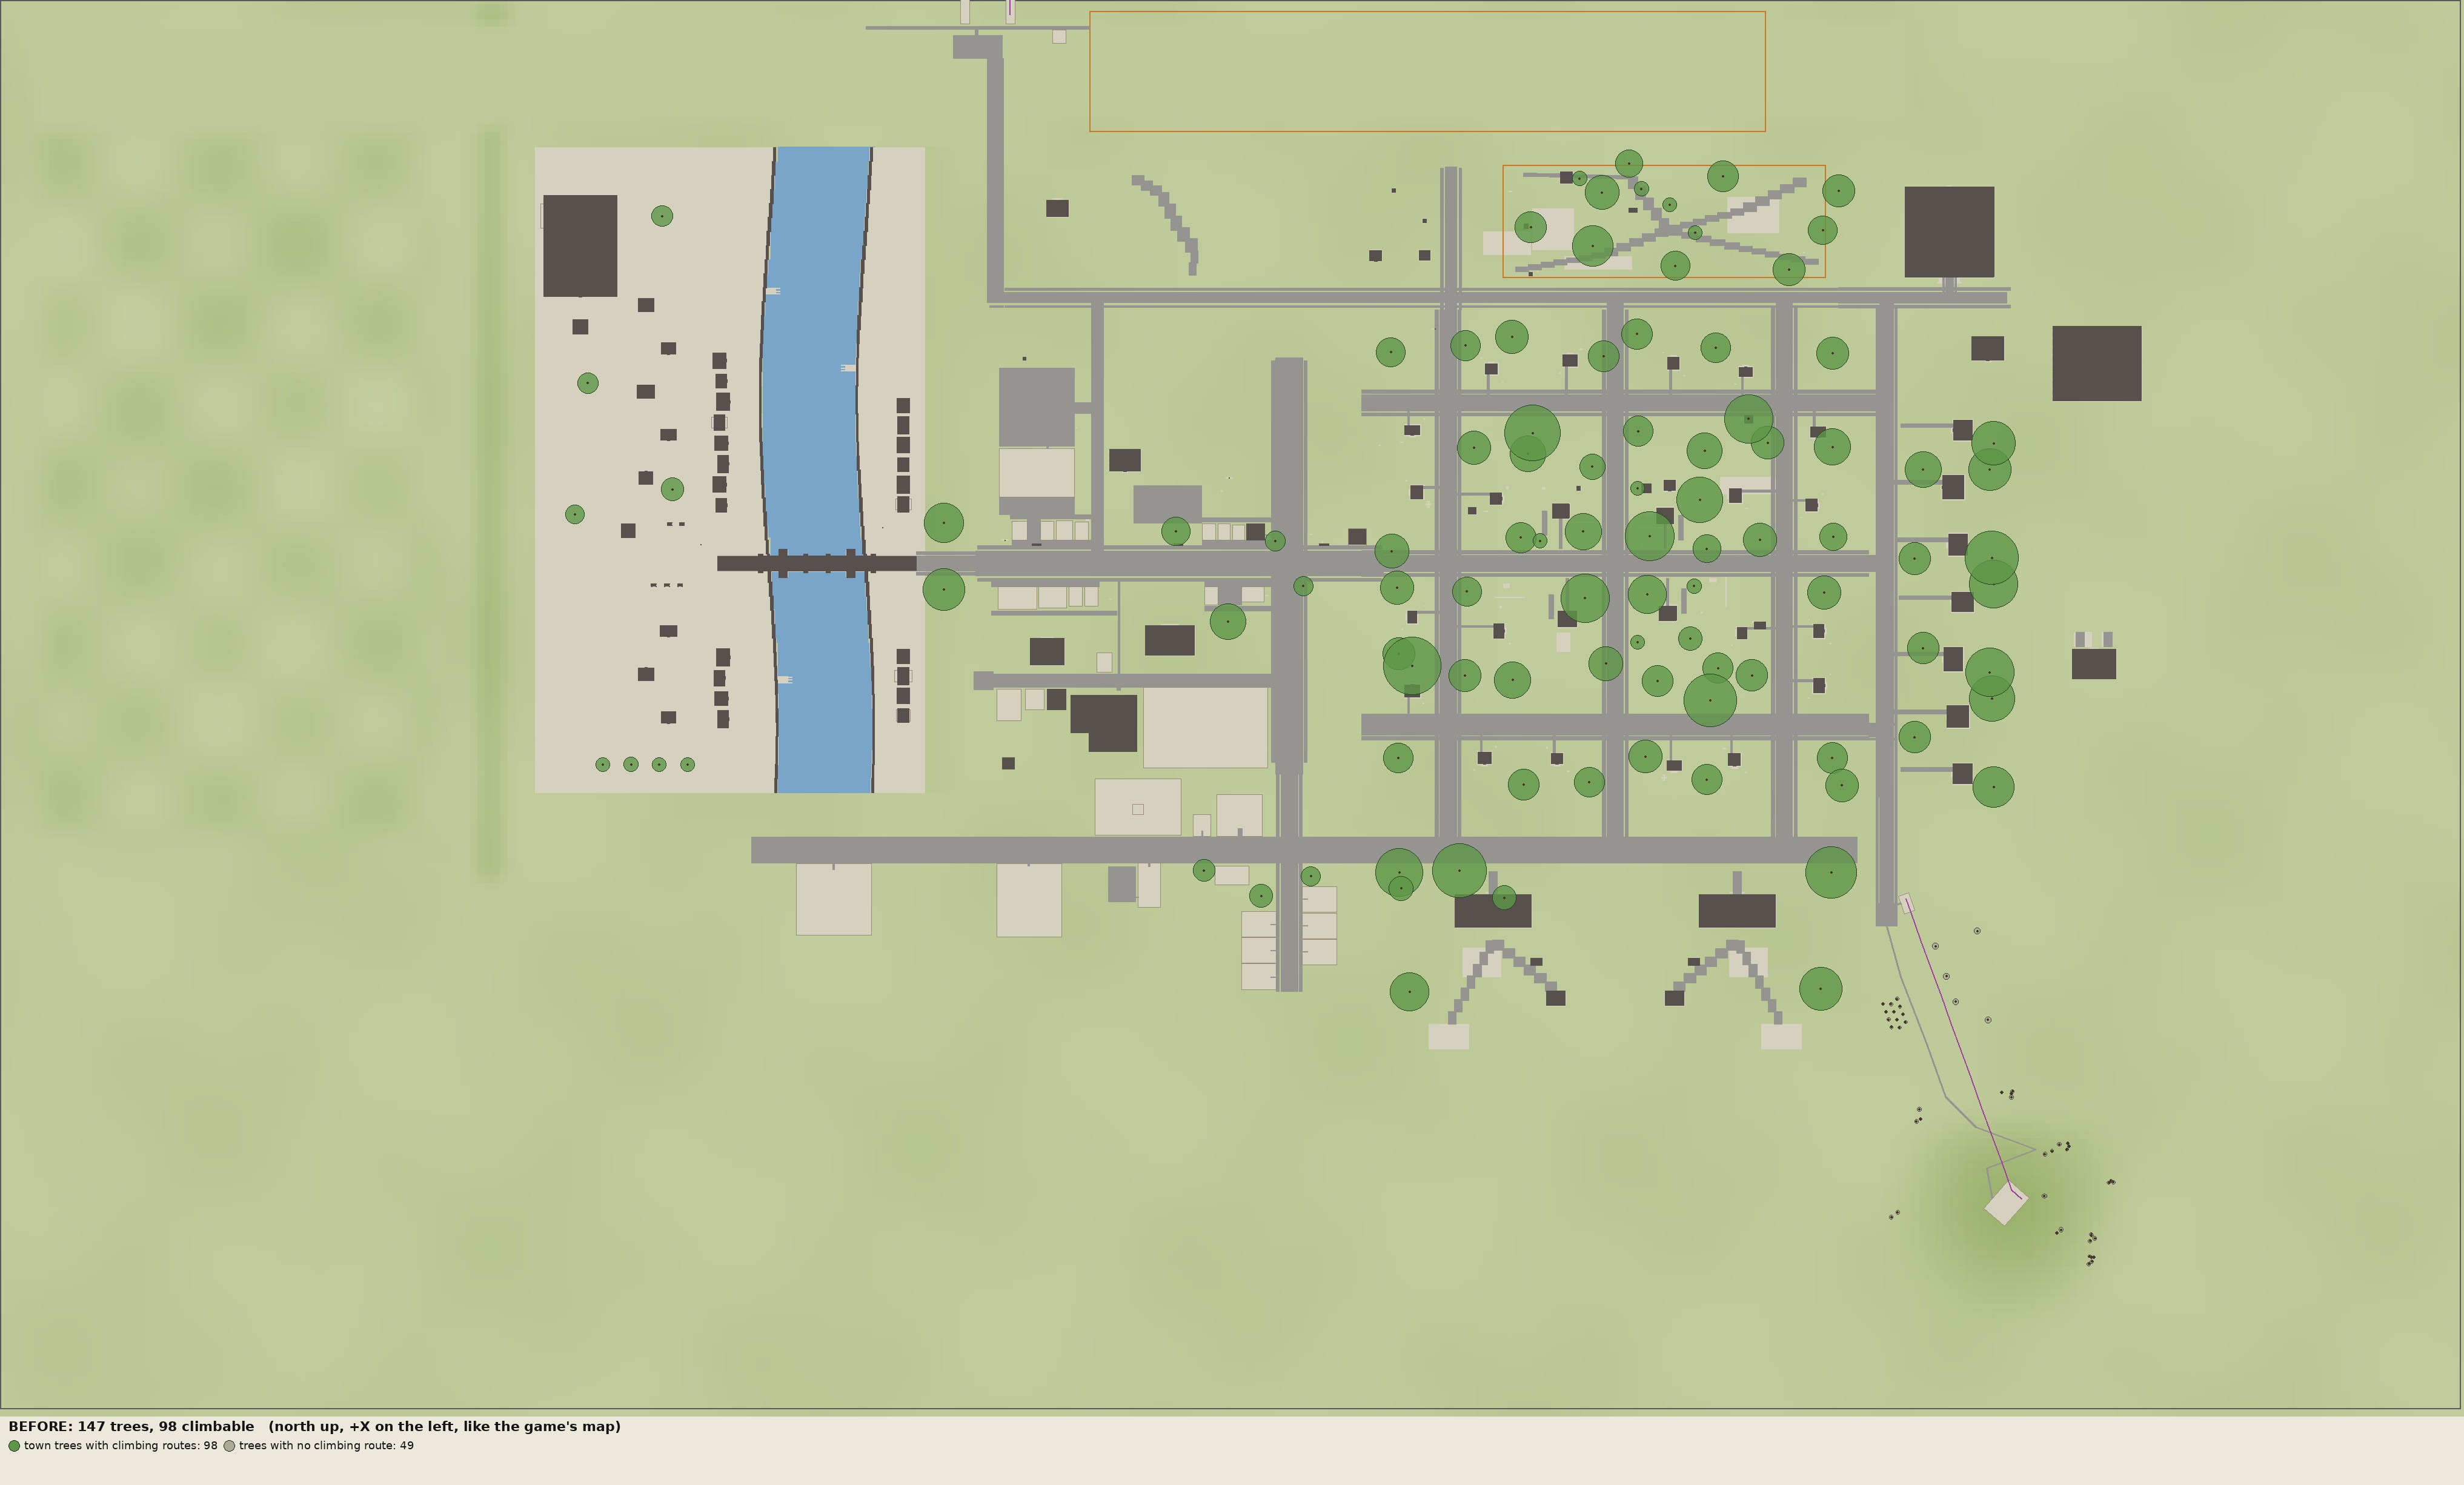 BEFORE: 147 trees, 98 climbable (north up, +X on the left, like the game's map)
town trees with climbing routes: 98 trees with no climbing route: 49